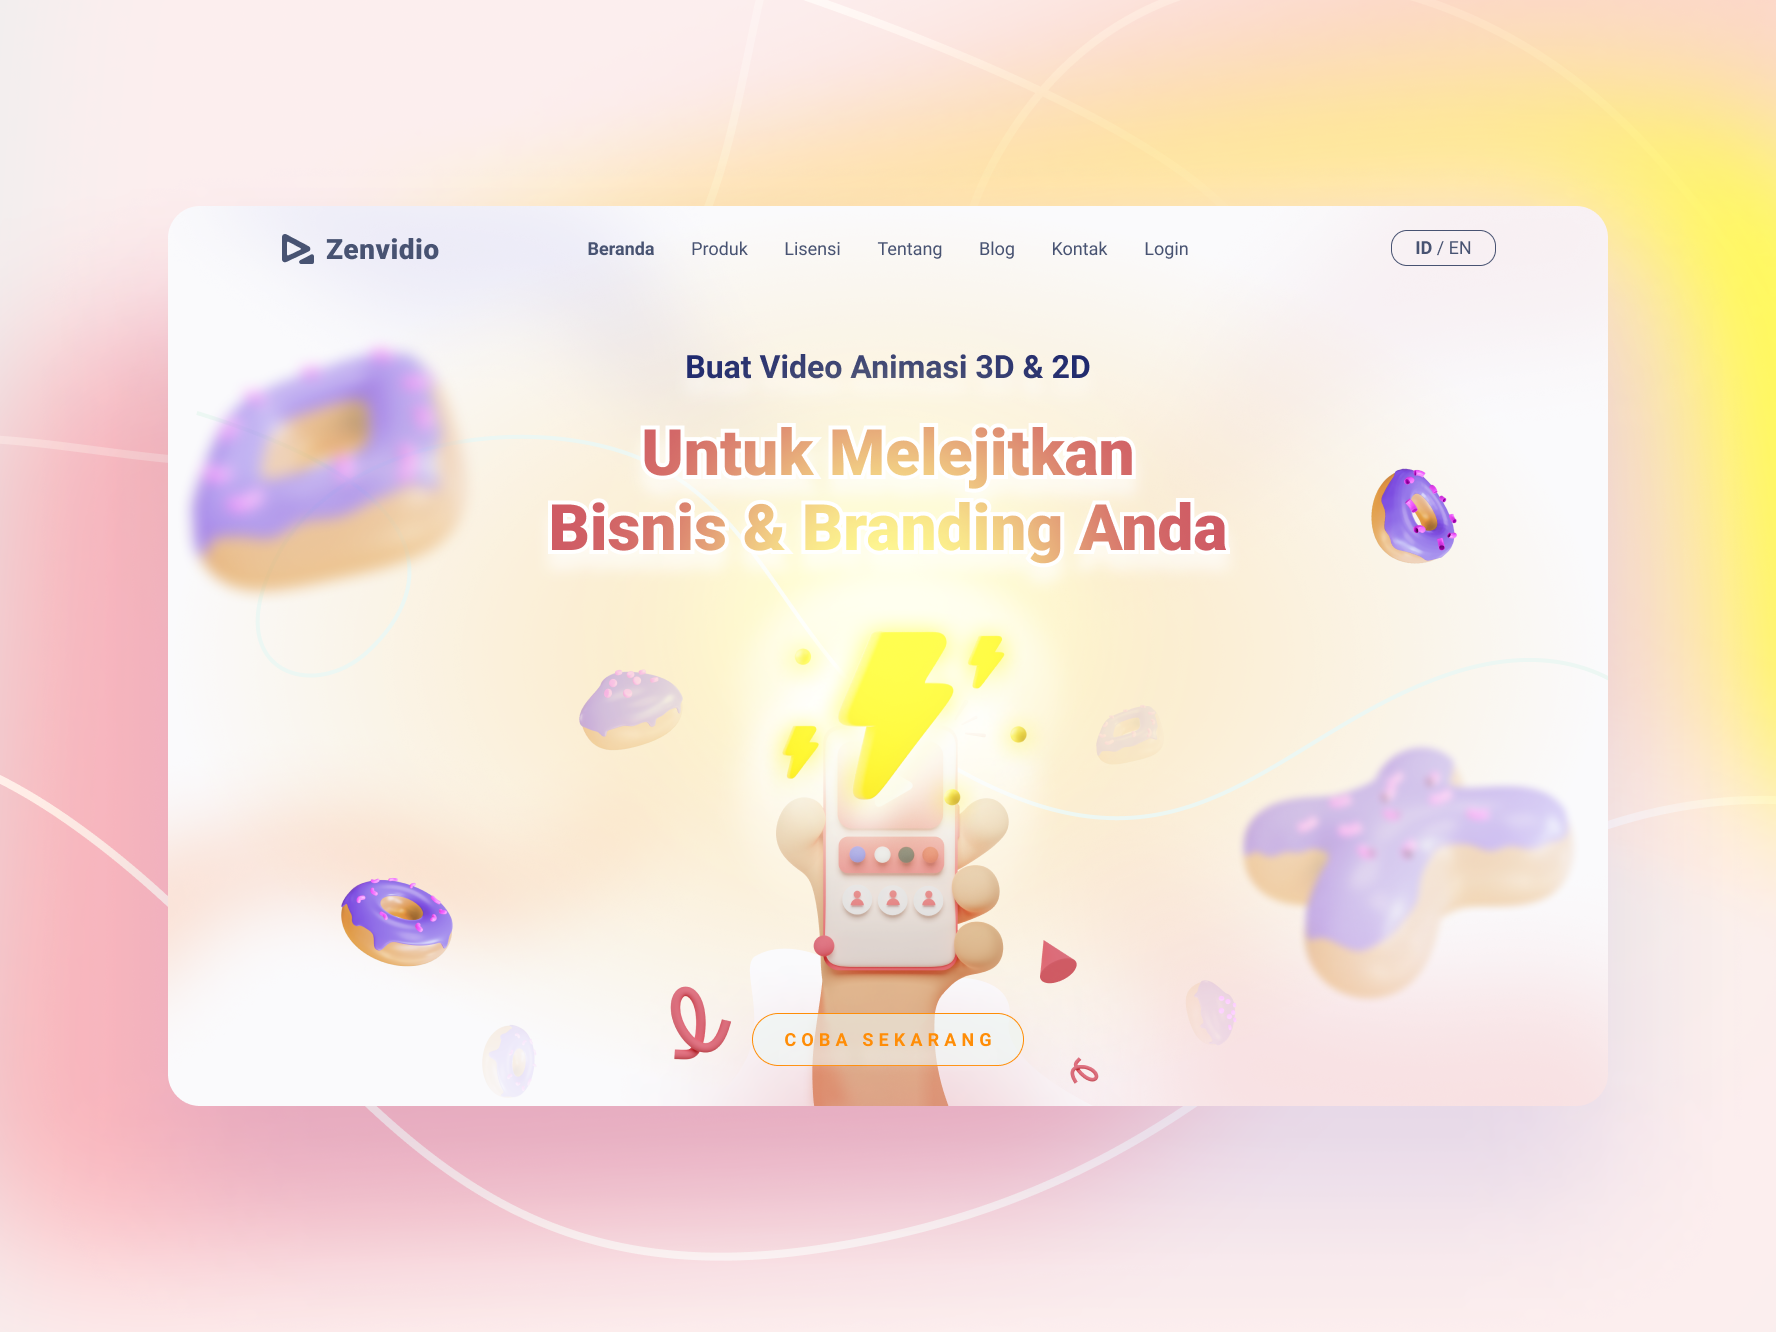 Zenvidio
Beranda Produk Lisensi Tentang Blog Kontak Login
ID / EN
Buat Video Animasi 3D & 2D
Untuk Melejitkan
Bisnis & Branding Anda
COBA SEKARANG